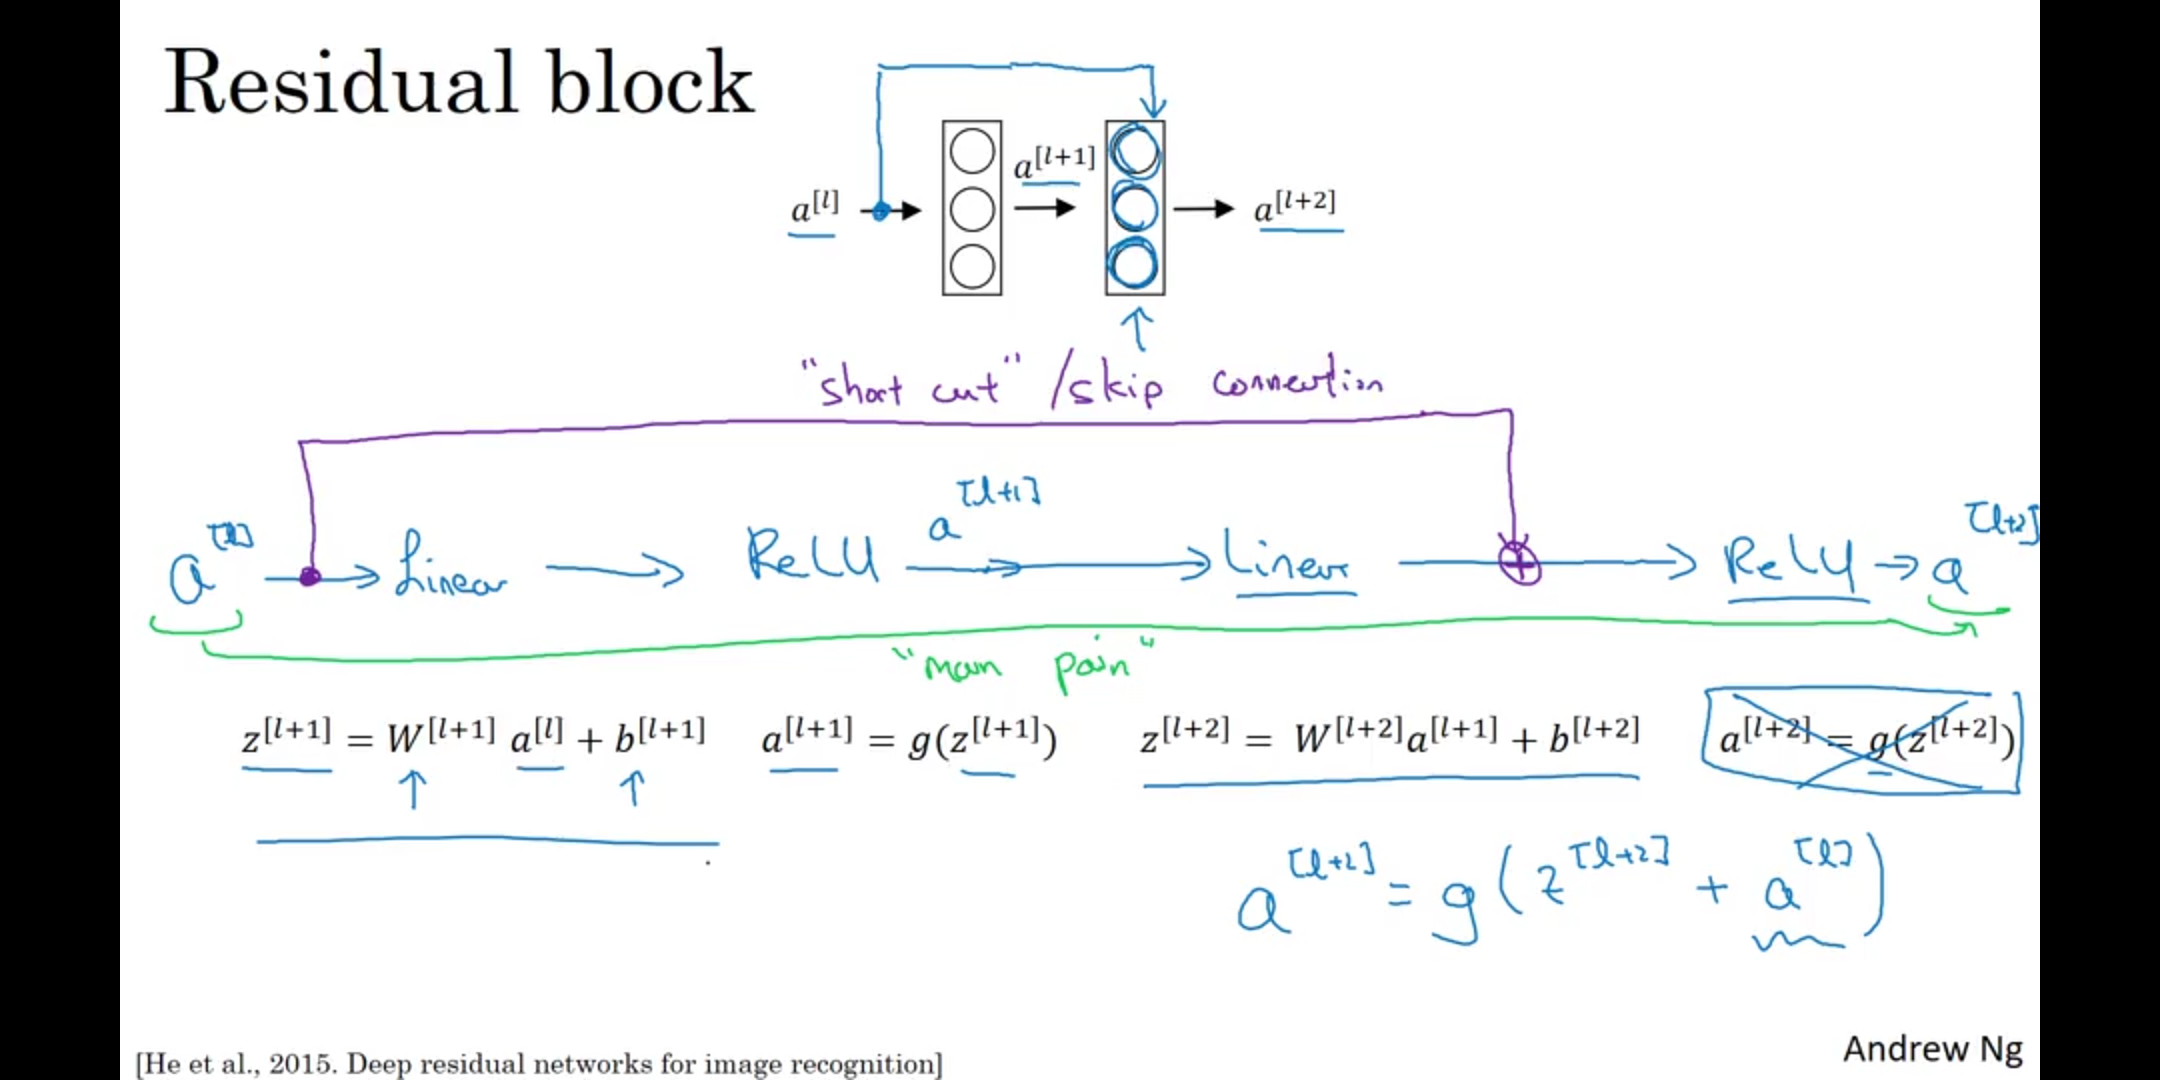 Residual block
a[l] a[l+1] a[l+2]
"short cut" / skip connection
a[l] → Linear → ReLU a[l+1] → Linear → ReLU → a[l+2]
"main path"
z[l+1] = W[l+1] a[l] + b[l+1] a[l+1] = g(z[l+1]) z[l+2] = W[l+2]a[l+1] + b[l+2] a[l+2] = g(z[l+2])
a[l+2] = g(z[l+2] + a[l])
[He et al., 2015. Deep residual networks for image recognition]
Andrew Ng